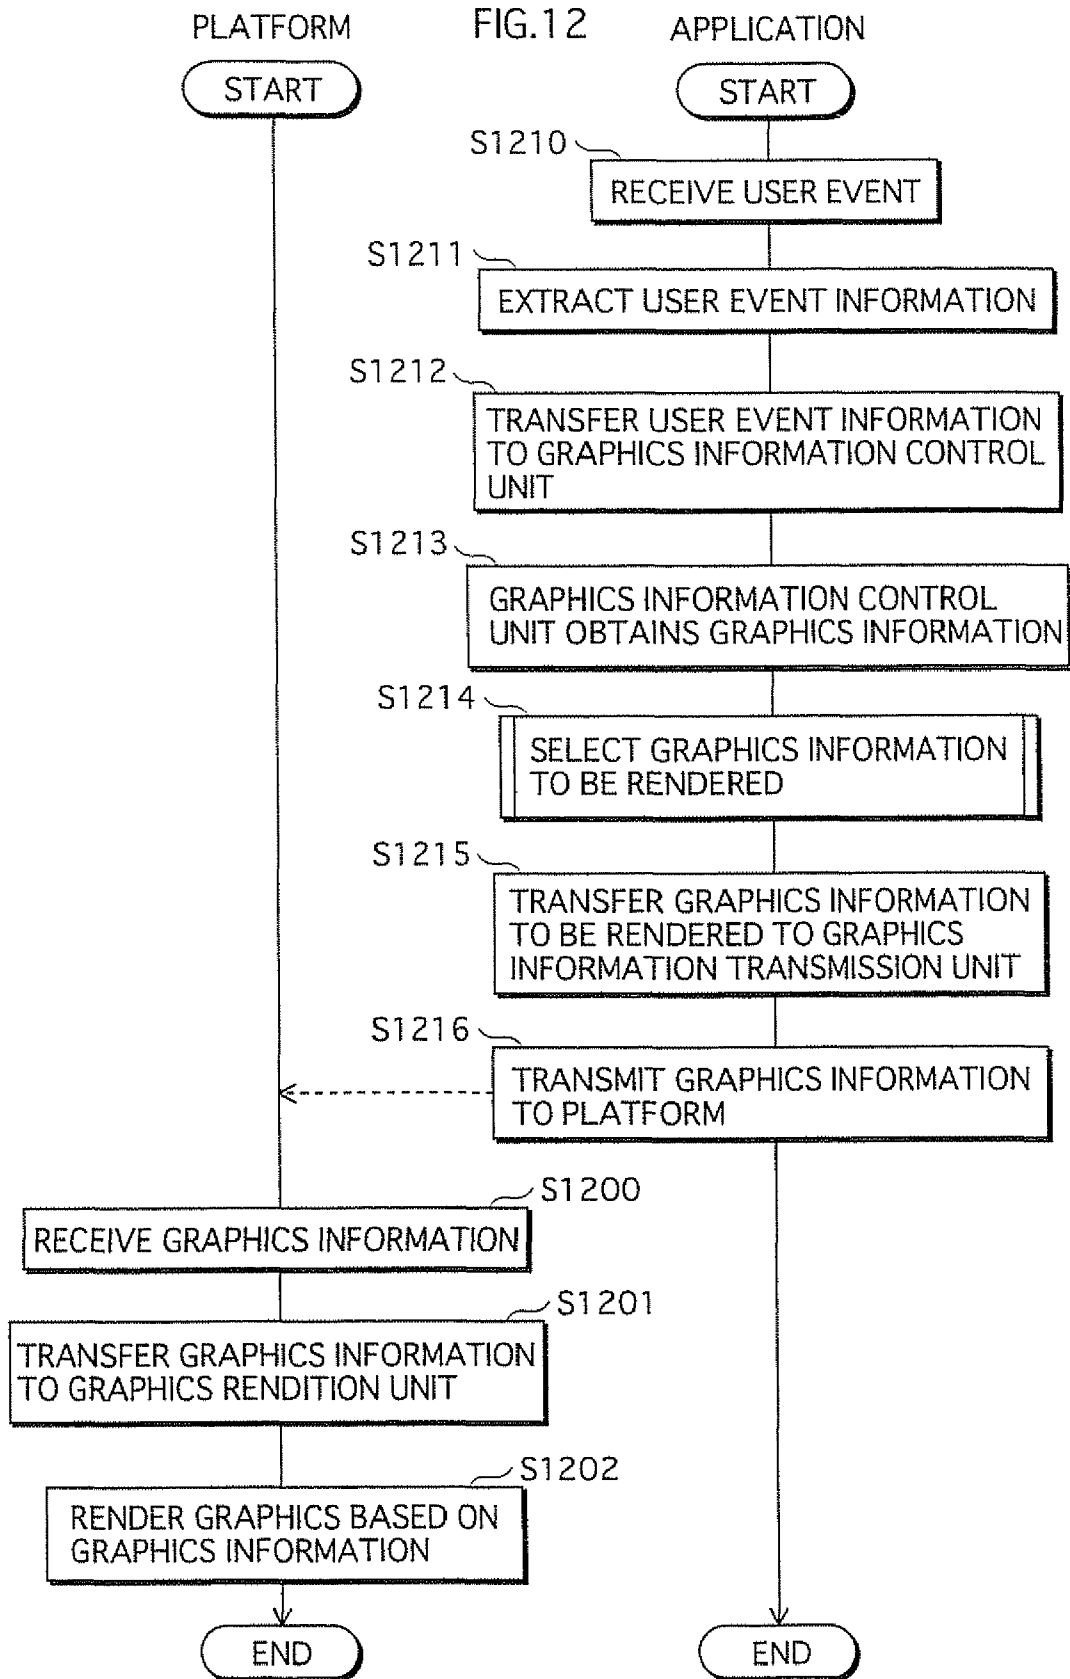 PLATFORM
FIG.12
APPLICATION
START
START
S1210
RECEIVE USER EVENT
S1211
EXTRACT USER EVENT INFORMATION
S1212
TRANSFER USER EVENT INFORMATION
TO GRAPHICS INFORMATION CONTROL
UNIT
S1213
GRAPHICS INFORMATION CONTROL
UNIT OBTAINS GRAPHICS INFORMATION
S1214
SELECT GRAPHICS INFORMATION
TO BE RENDERED
S1215
TRANSFER GRAPHICS INFORMATION
TO BE RENDERED TO GRAPHICS
INFORMATION TRANSMISSION UNIT
S1216
TRANSMIT GRAPHICS INFORMATION
TO PLATFORM
S1200
RECEIVE GRAPHICS INFORMATION
S1201
TRANSFER GRAPHICS INFORMATION
TO GRAPHICS RENDITION UNIT
S1202
RENDER GRAPHICS BASED ON
GRAPHICS INFORMATION
END
END